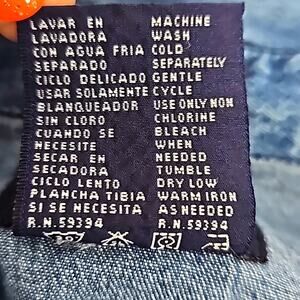 LAVAR EN MACHINE
LAVADORA WASH
CON AGUA FRIA COLD
SEPARADO SEPARATELY
CICLO DELICADO GENTLE
USAR SOLAMENTE CYCLE
BLANQUEADOR USE ONLY NON
SIN CLORO CHLORINE
CUANDO SE BLEACH
NECESITE WHEN
SECAR EN NEEDED
SECADORA TUMBLE
CICLO LENTO DRY LOW
PLANCHA TIBIA WARM IRON
SI SE NECESITA AS NEEDED
R.N.59394 R.N.59394